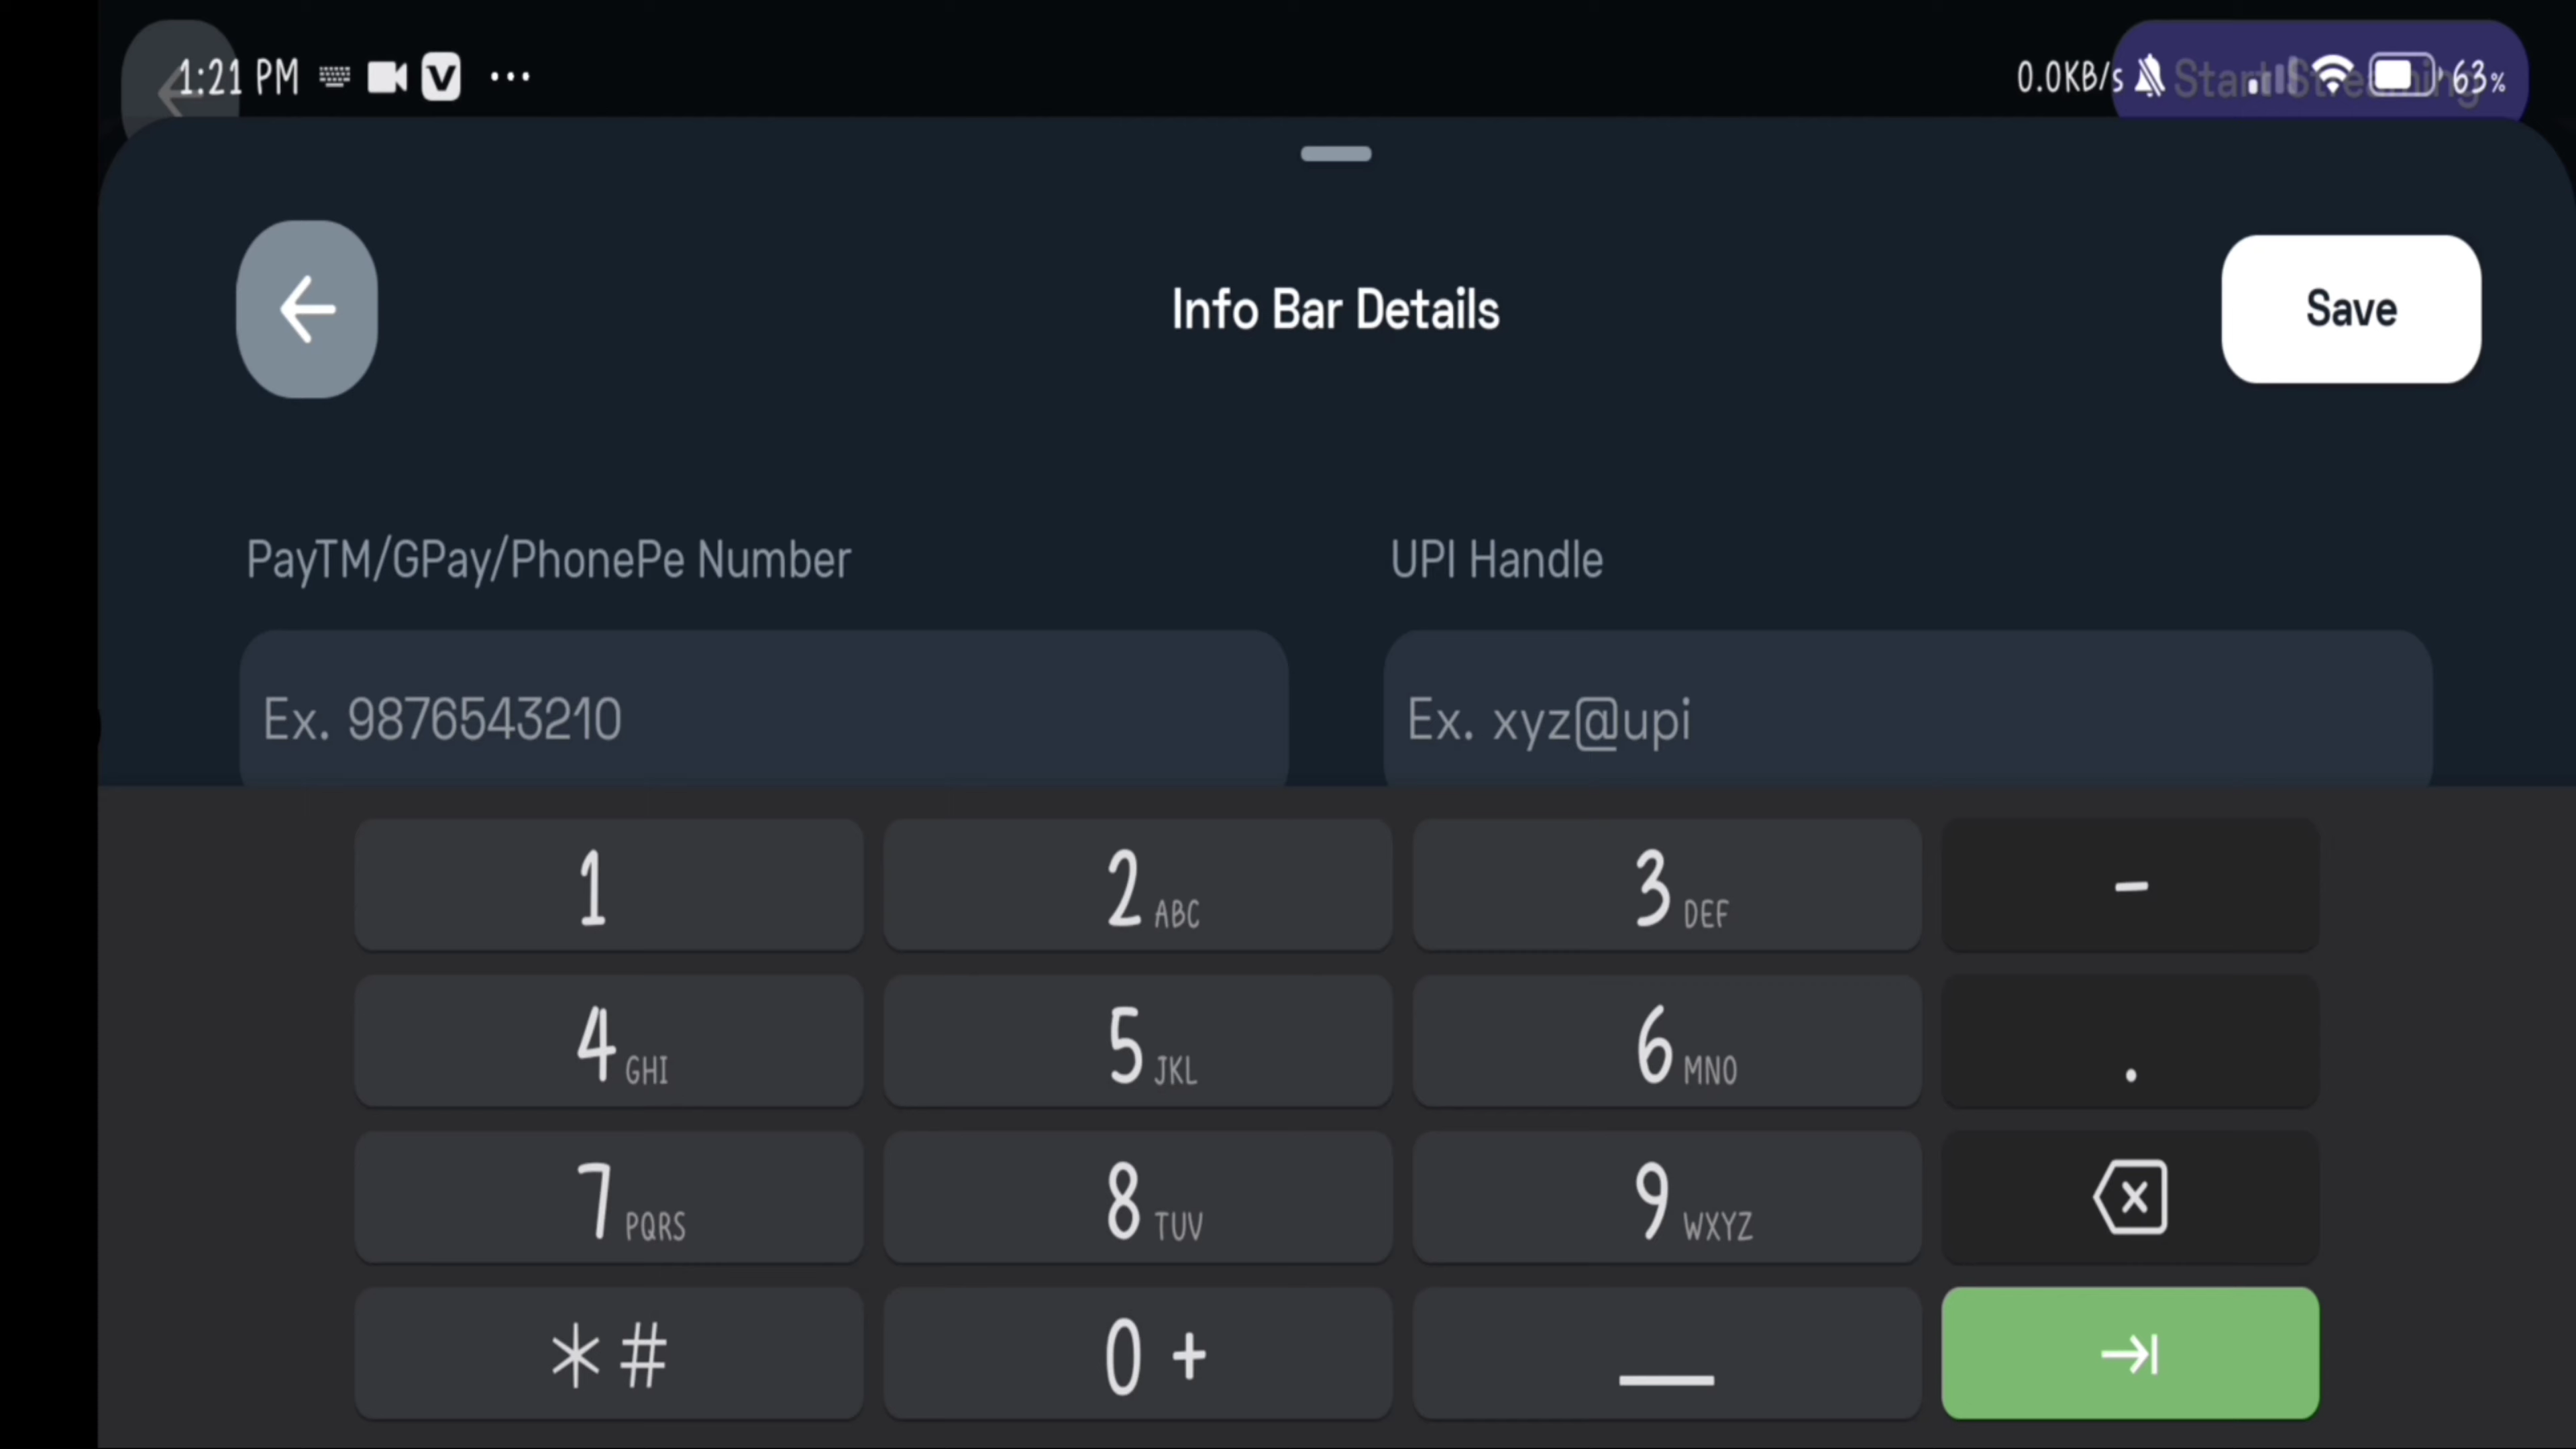 1:21 PM V ... 0.0KB/s Start Streaming 63%
Info Bar Details
Save
PayTM/GPay/PhonePe Number
UPI Handle
Ex. 9876543210
Ex. xyz@upi
1 2 ABC 3 DEF -
4 GHI 5 JKL 6 MNO .
7 PQRS 8 TUV 9 WXYZ
*# 0 + _